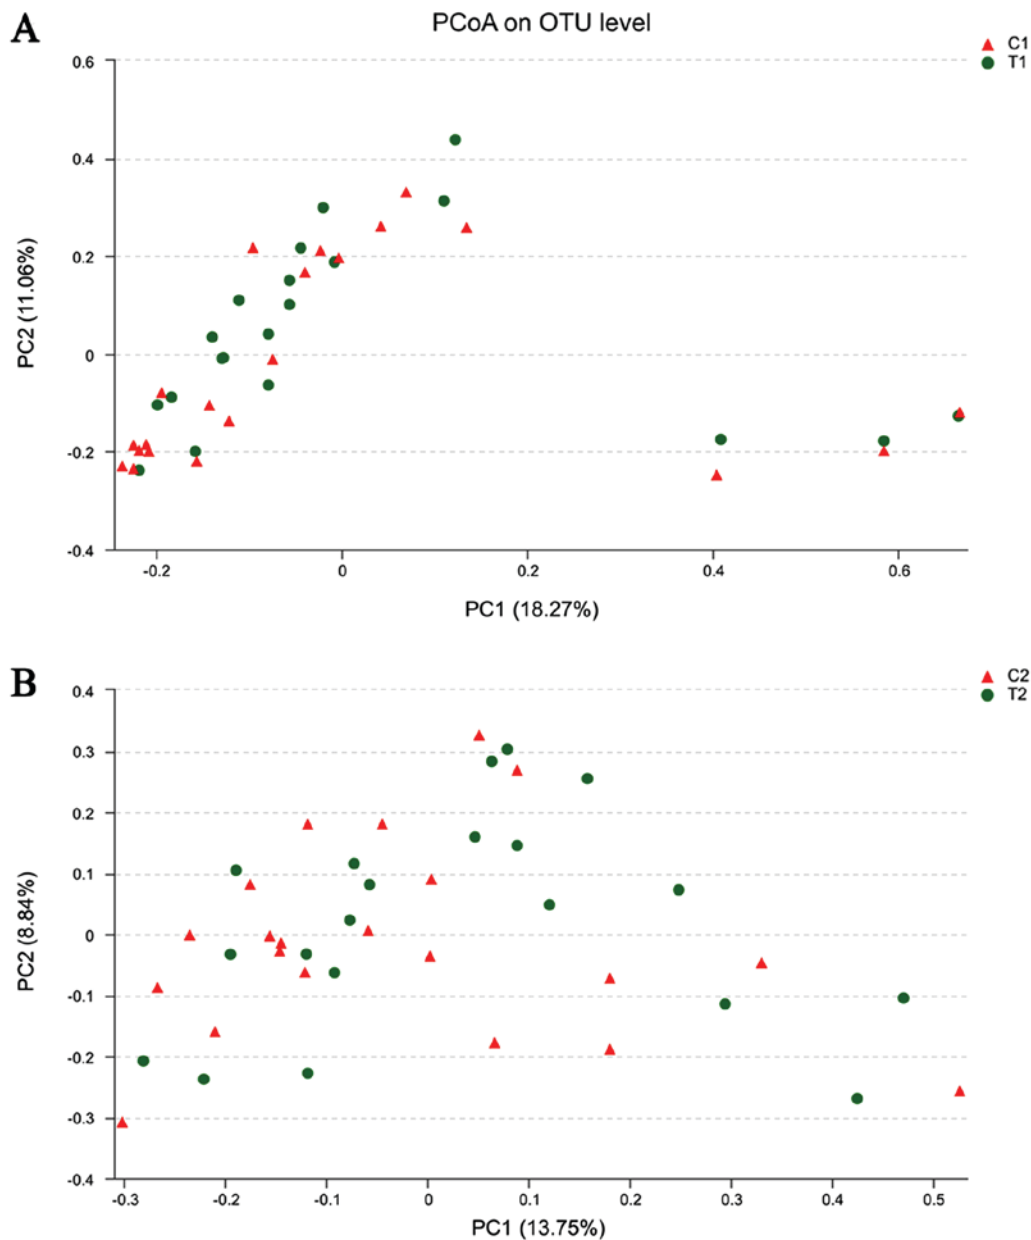 A
PCoA on OTU level
C1
T1
0.6
0.4
0.2
0
-0.2
-0.4
PC2 (11.06%)
-0.2 0 0.2 0.4 0.6
PC1 (18.27%)
B
C2
T2
0.4
0.3
0.2
0.1
0
-0.1
-0.2
-0.3
-0.4
PC2 (8.84%)
-0.3 -0.2 -0.1 0 0.1 0.2 0.3 0.4 0.5
PC1 (13.75%)